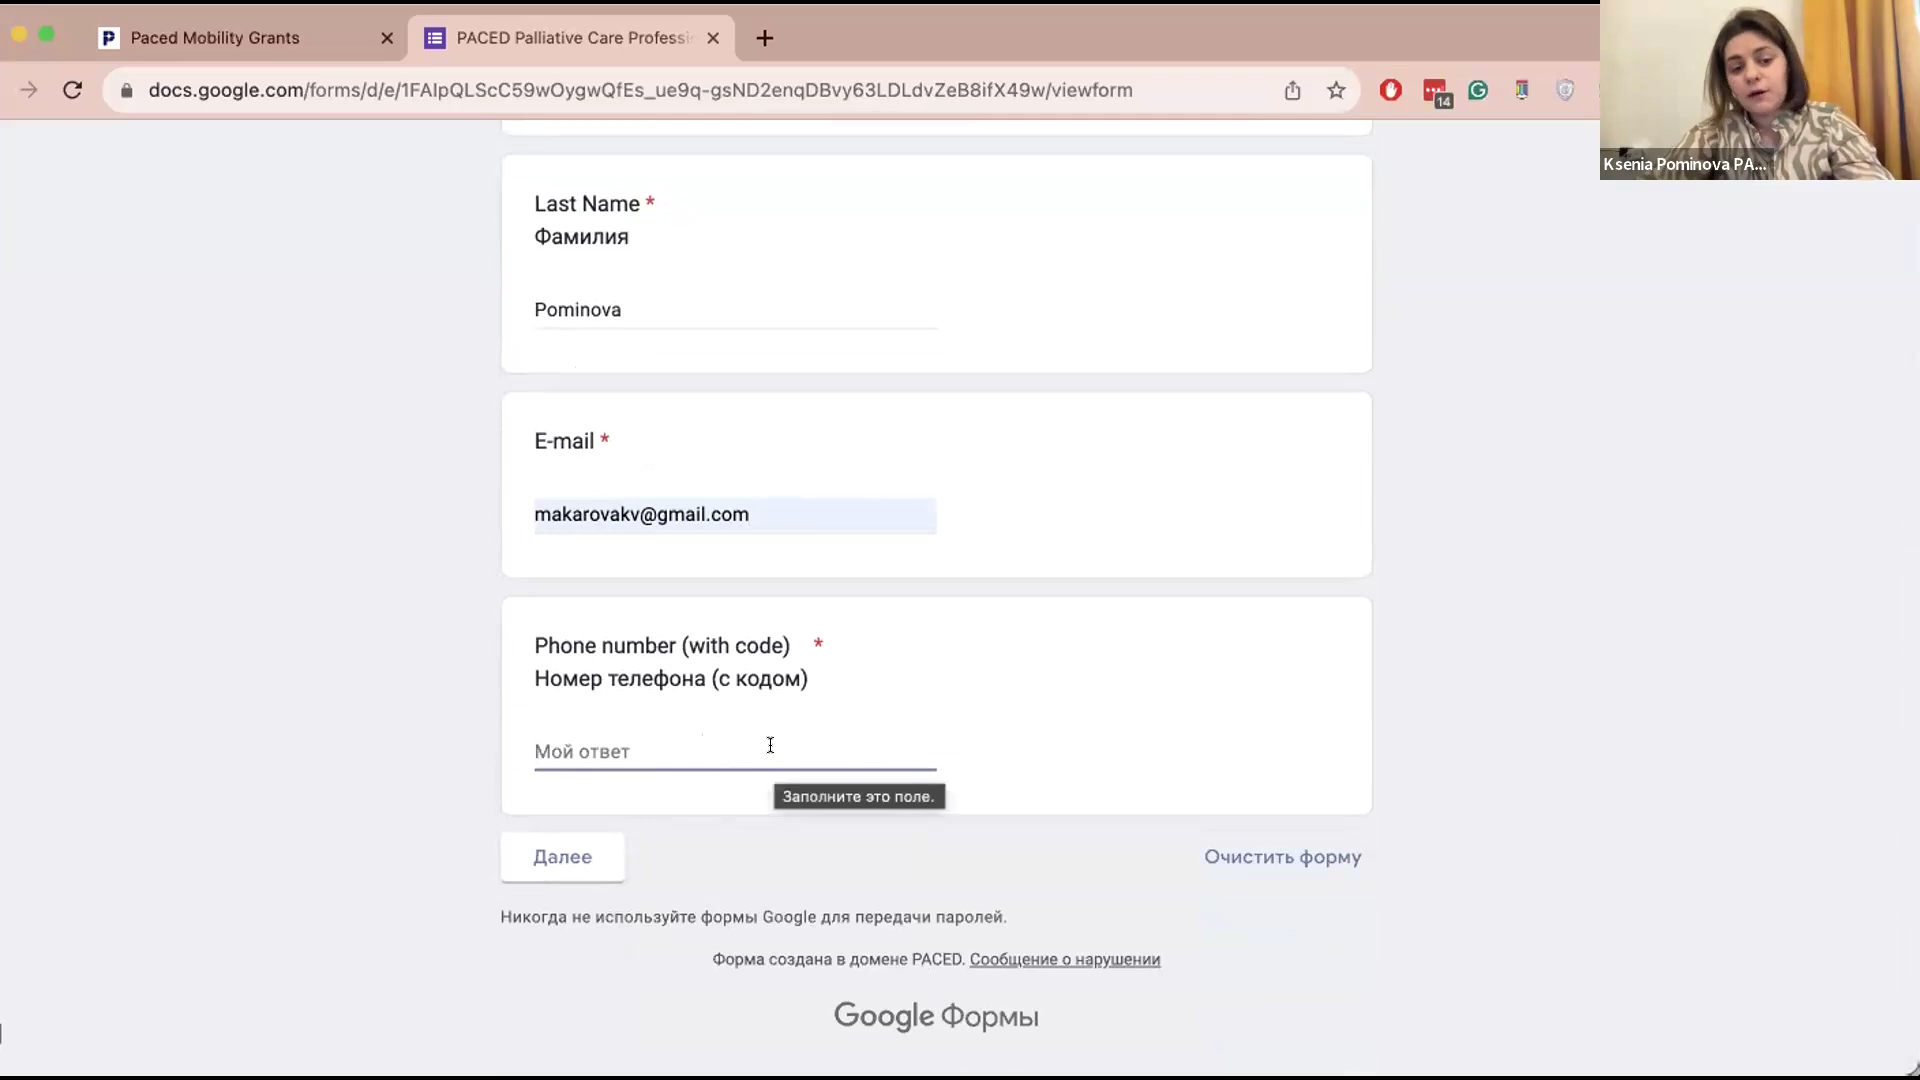 Paced Mobility Grants
PACED Palliative Care Professi
docs.google.com/forms/d/e/1FAIpQLScC59wOygwQfEs_ue9q-gsND2enqDBvy63LDLdvZeB8ifX49w/viewform
14
Ksenia Pominova PA...
Last Name *
Фамилия
Pominova
E-mail *
makarovakv@gmail.com
Phone number (with code) *
Номер телефона (с кодом)
Мой ответ
Заполните это поле.
Далее
Очистить форму
Никогда не используйте формы Google для передачи паролей.
Форма создана в домене PACED. Сообщение о нарушении
Google Формы